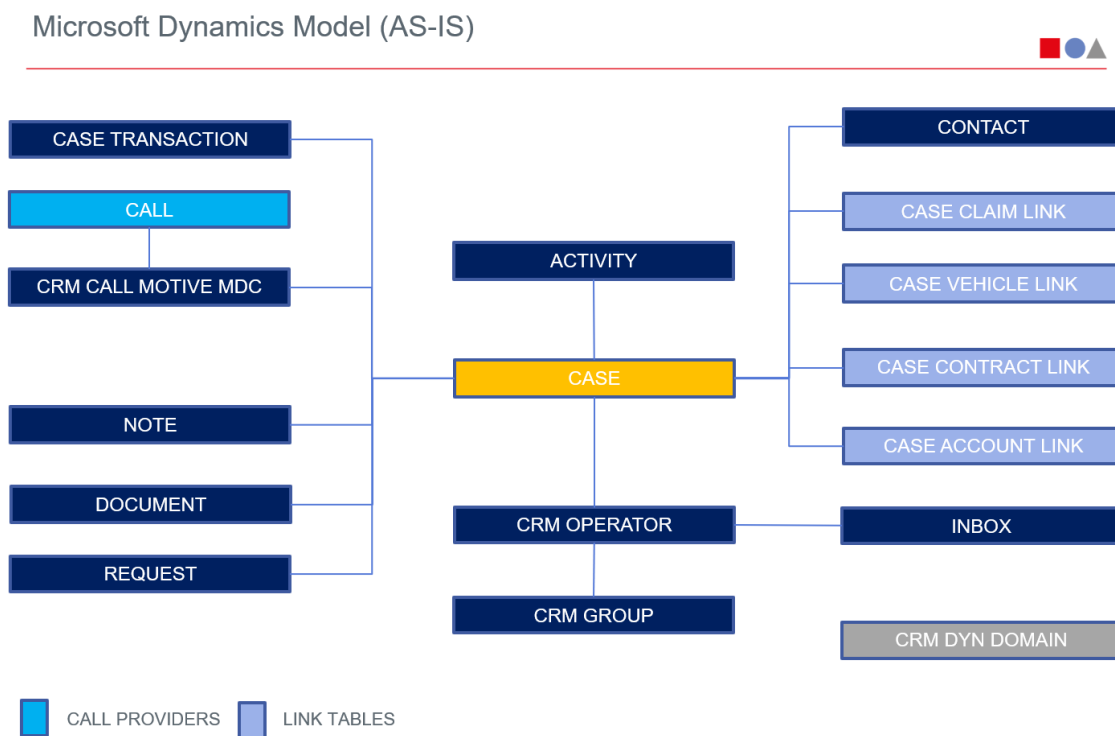 Microsoft Dynamics Model (AS-IS)
CASE TRANSACTION
CALL
CRM CALL MOTIVE MDC
NOTE
DOCUMENT
REQUEST
ACTIVITY
CASE
CRM OPERATOR
CRM GROUP
CONTACT
CASE CLAIM LINK
CASE VEHICLE LINK
CASE CONTRACT LINK
CASE ACCOUNT LINK
INBOX
CRM DYN DOMAIN
CALL PROVIDERS
LINK TABLES